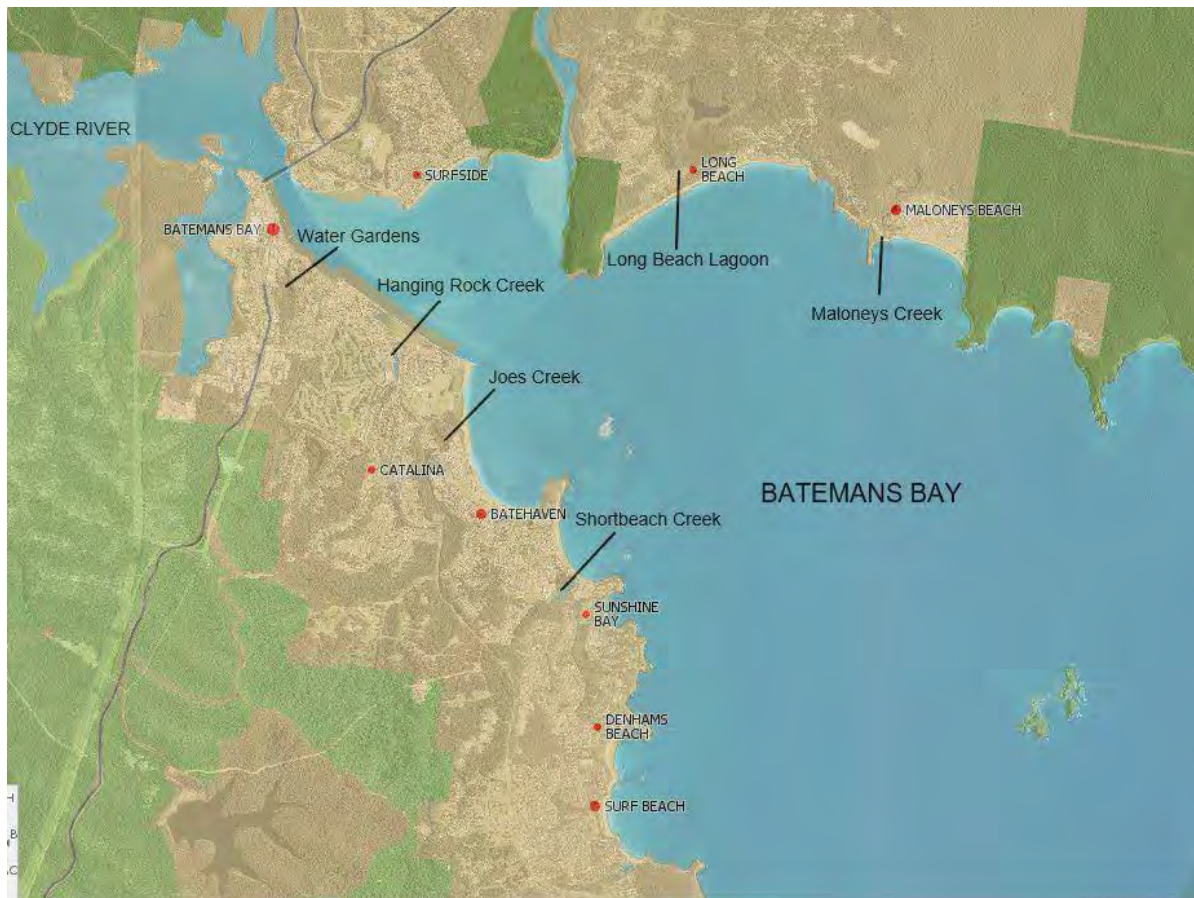 CLYDE RIVER
SURFSIDE
LONG
BEACH
MALONEYS BEACH
BATEMANS BAY
Water Gardens
Long Beach Lagoon
Hanging Rock Creek
Maloneys Creek
Joes Creek
CATALINA
BATEMANS BAY
BATEHAVEN
Shortbeach Creek
SUNSHINE
BAY
DENHAMS
BEACH
SURF BEACH
H
B
AC